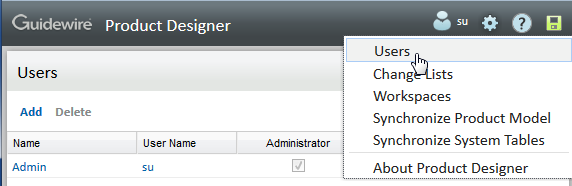 Guidewire Product Designer su
Users
Add Delete
Name User Name Administrator
Admin su
Users
Change Lists
Workspaces
Synchronize Product Model
Synchronize System Tables
About Product Designer